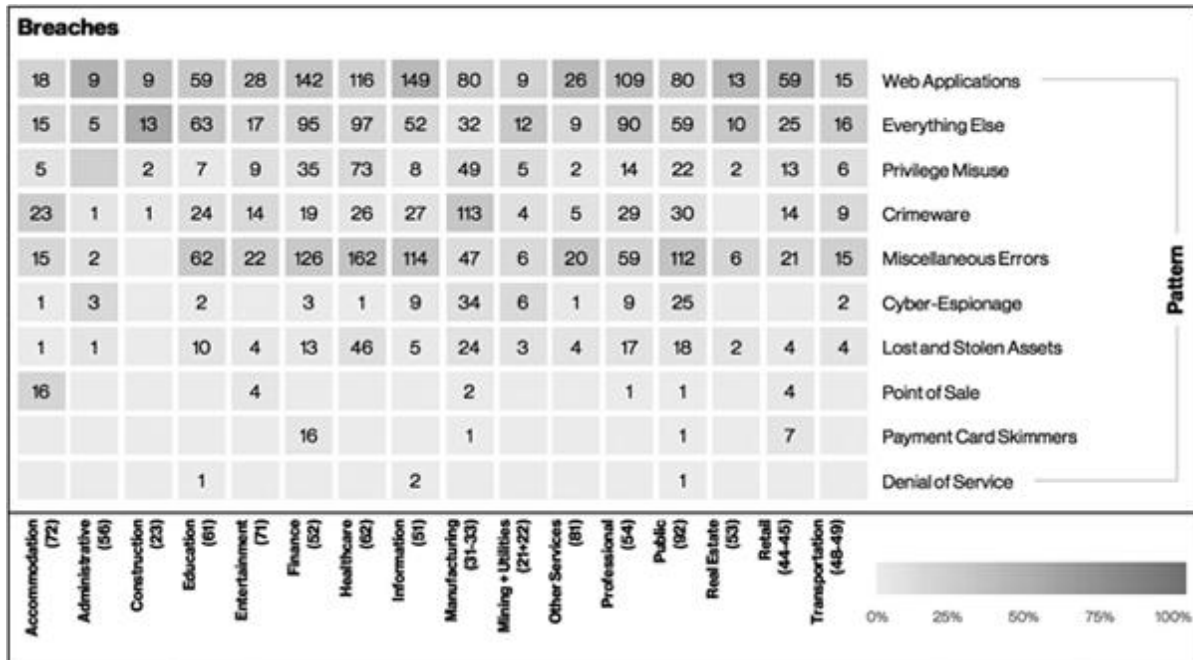 Breaches
18 9 9 59 28 142 116 149 80 9 26 109 80 13 59 15 Web Applications
15 5 13 63 17 95 97 52 32 12 9 90 59 10 25 16 Everything Else
5 2 7 9 35 73 8 49 5 2 14 22 2 13 6 Privilege Misuse
23 1 1 24 14 19 26 27 113 4 5 29 30 14 9 Crimeware
15 2 62 22 126 162 114 47 6 20 59 112 6 21 15 Miscellaneous Errors
1 3 2 3 1 9 34 6 1 9 25 2 Cyber-Espionage
1 1 10 4 13 46 5 24 3 4 17 18 2 4 4 Lost and Stolen Assets
16 4 2 1 1 4 Point of Sale
16 1 1 7 Payment Card Skimmers
1 2 1 Denial of Service
Pattern
Accommodation
(72)
Administrative
(56)
Construction
(23)
Education
(61)
Entertainment
(71)
Finance
(52)
Healthcare
(62)
Information
(51)
Manufacturing
(31-33)
Mining + Utilities
(21+22)
Other Services
(81)
Professional
(54)
Public
(92)
Real Estate
(53)
Retail
(44-45)
Transportation
(48-49)
0% 25% 50% 75% 100%